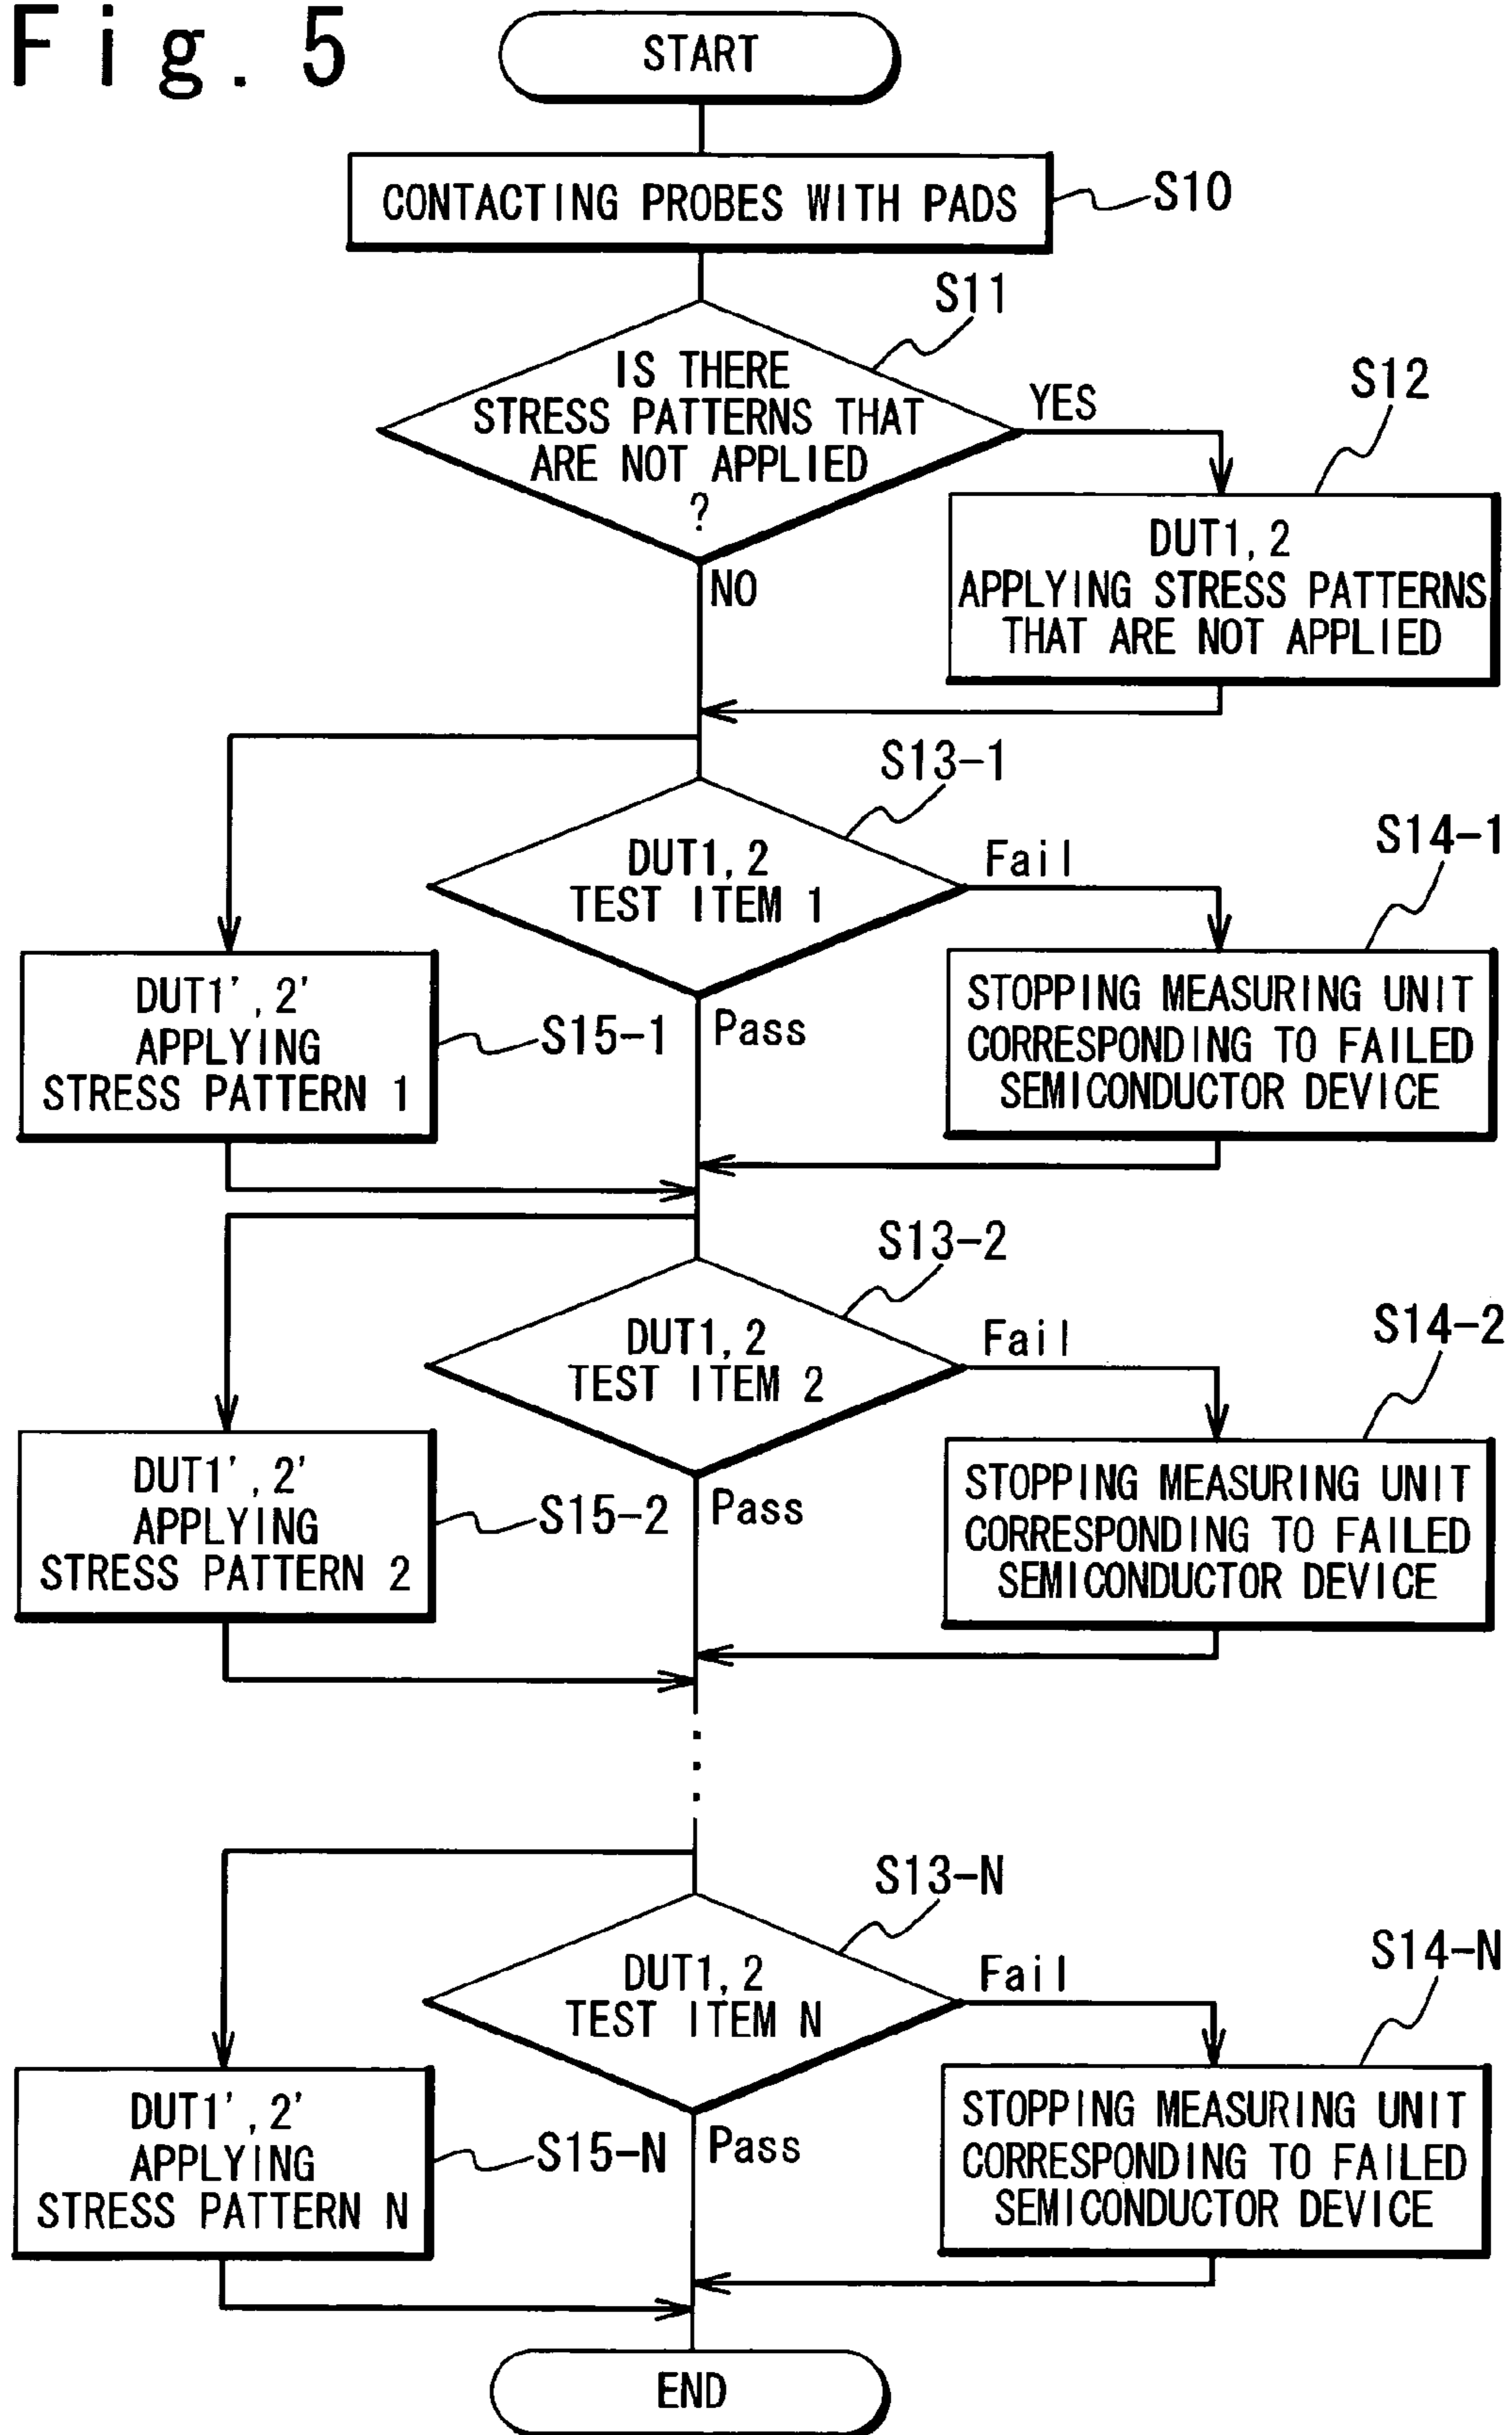 Fig. 5
START
CONTACTING PROBES WITH PADS
S10
S11
IS THERE
STRESS PATTERNS THAT
ARE NOT APPLIED
?
YES
NO
S12
DUT1,2
APPLYING STRESS PATTERNS
THAT ARE NOT APPLIED
S13-1
DUT1,2
TEST ITEM 1
Fail
Pass
S14-1
STOPPING MEASURING UNIT
CORRESPONDING TO FAILED
SEMICONDUCTOR DEVICE
DUT1',2'
APPLYING
STRESS PATTERN 1
S15-1
S13-2
DUT1,2
TEST ITEM 2
Fail
Pass
S14-2
STOPPING MEASURING UNIT
CORRESPONDING TO FAILED
SEMICONDUCTOR DEVICE
DUT1',2'
APPLYING
STRESS PATTERN 2
S15-2
S13-N
DUT1,2
TEST ITEM N
Fail
Pass
S14-N
STOPPING MEASURING UNIT
CORRESPONDING TO FAILED
SEMICONDUCTOR DEVICE
DUT1',2'
APPLYING
STRESS PATTERN N
S15-N
END